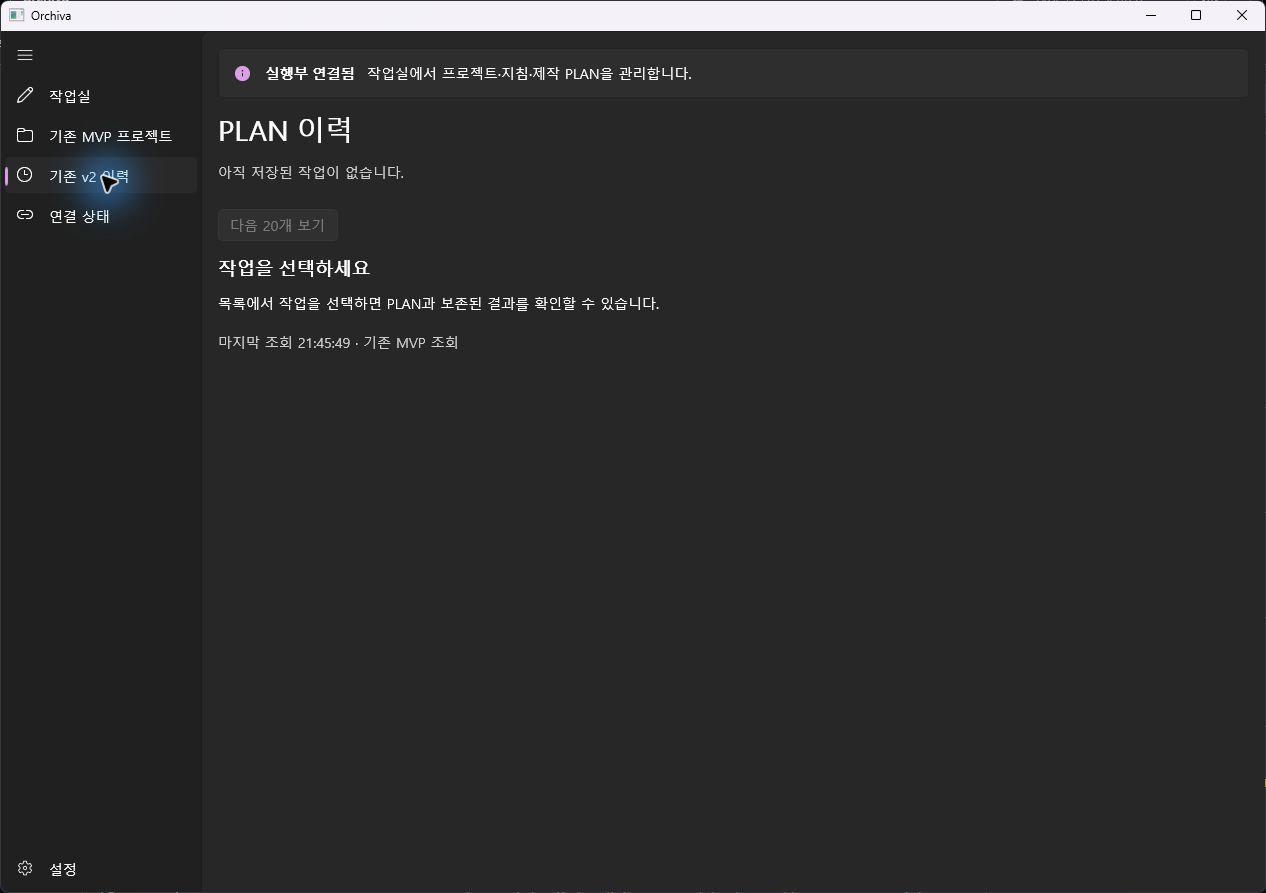 Orchiva
실행부 연결됨 작업실에서 프로젝트·지침·제작 PLAN을 관리합니다.
작업실
기존 MVP 프로젝트
기존 v2 이력
연결 상태
설정
PLAN 이력
아직 저장된 작업이 없습니다.
다음 20개 보기
작업을 선택하세요
목록에서 작업을 선택하면 PLAN과 보존된 결과를 확인할 수 있습니다.
마지막 조회 21:45:49 · 기존 MVP 조회